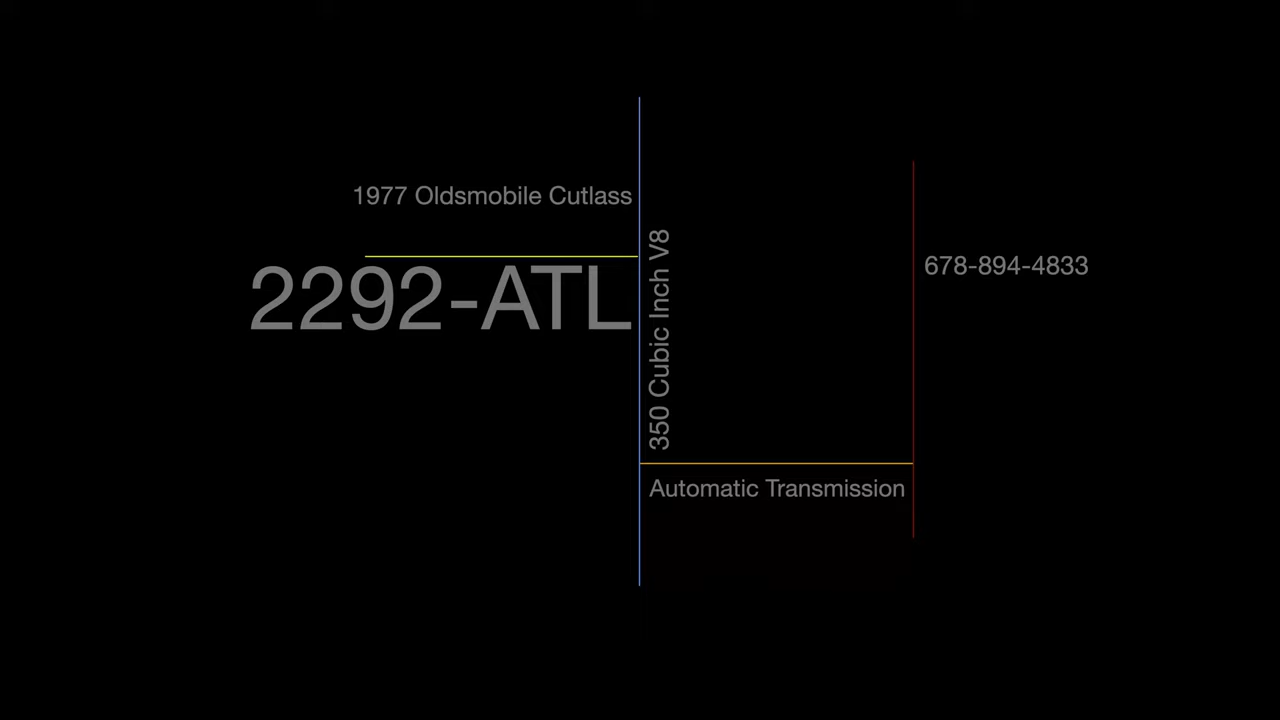 1977 Oldsmobile Cutlass
2292-ATL
350 Cubic Inch V8
678-894-4833
Automatic Transmission